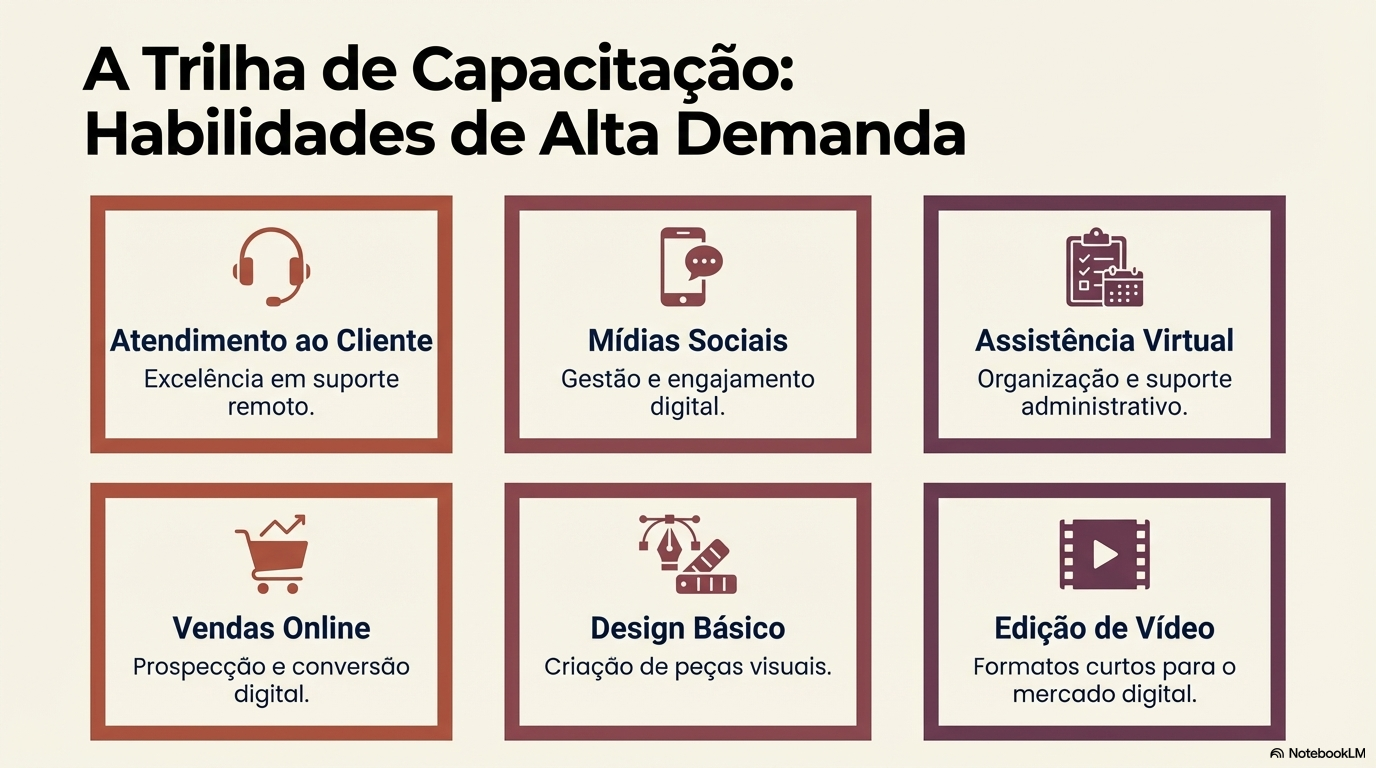 A Trilha de Capacitação:
Habilidades de Alta Demanda
Atendimento ao Cliente
Excelência em suporte
remoto.
Mídias Sociais
Gestão e engajamento
digital.
Assistência Virtual
Organização e suporte
administrativo.
Vendas Online
Prospecção e conversão
digital.
Design Básico
Criação de peças visuais.
Edição de Vídeo
Formatos curtos para o
mercado digital.
NotebookLM